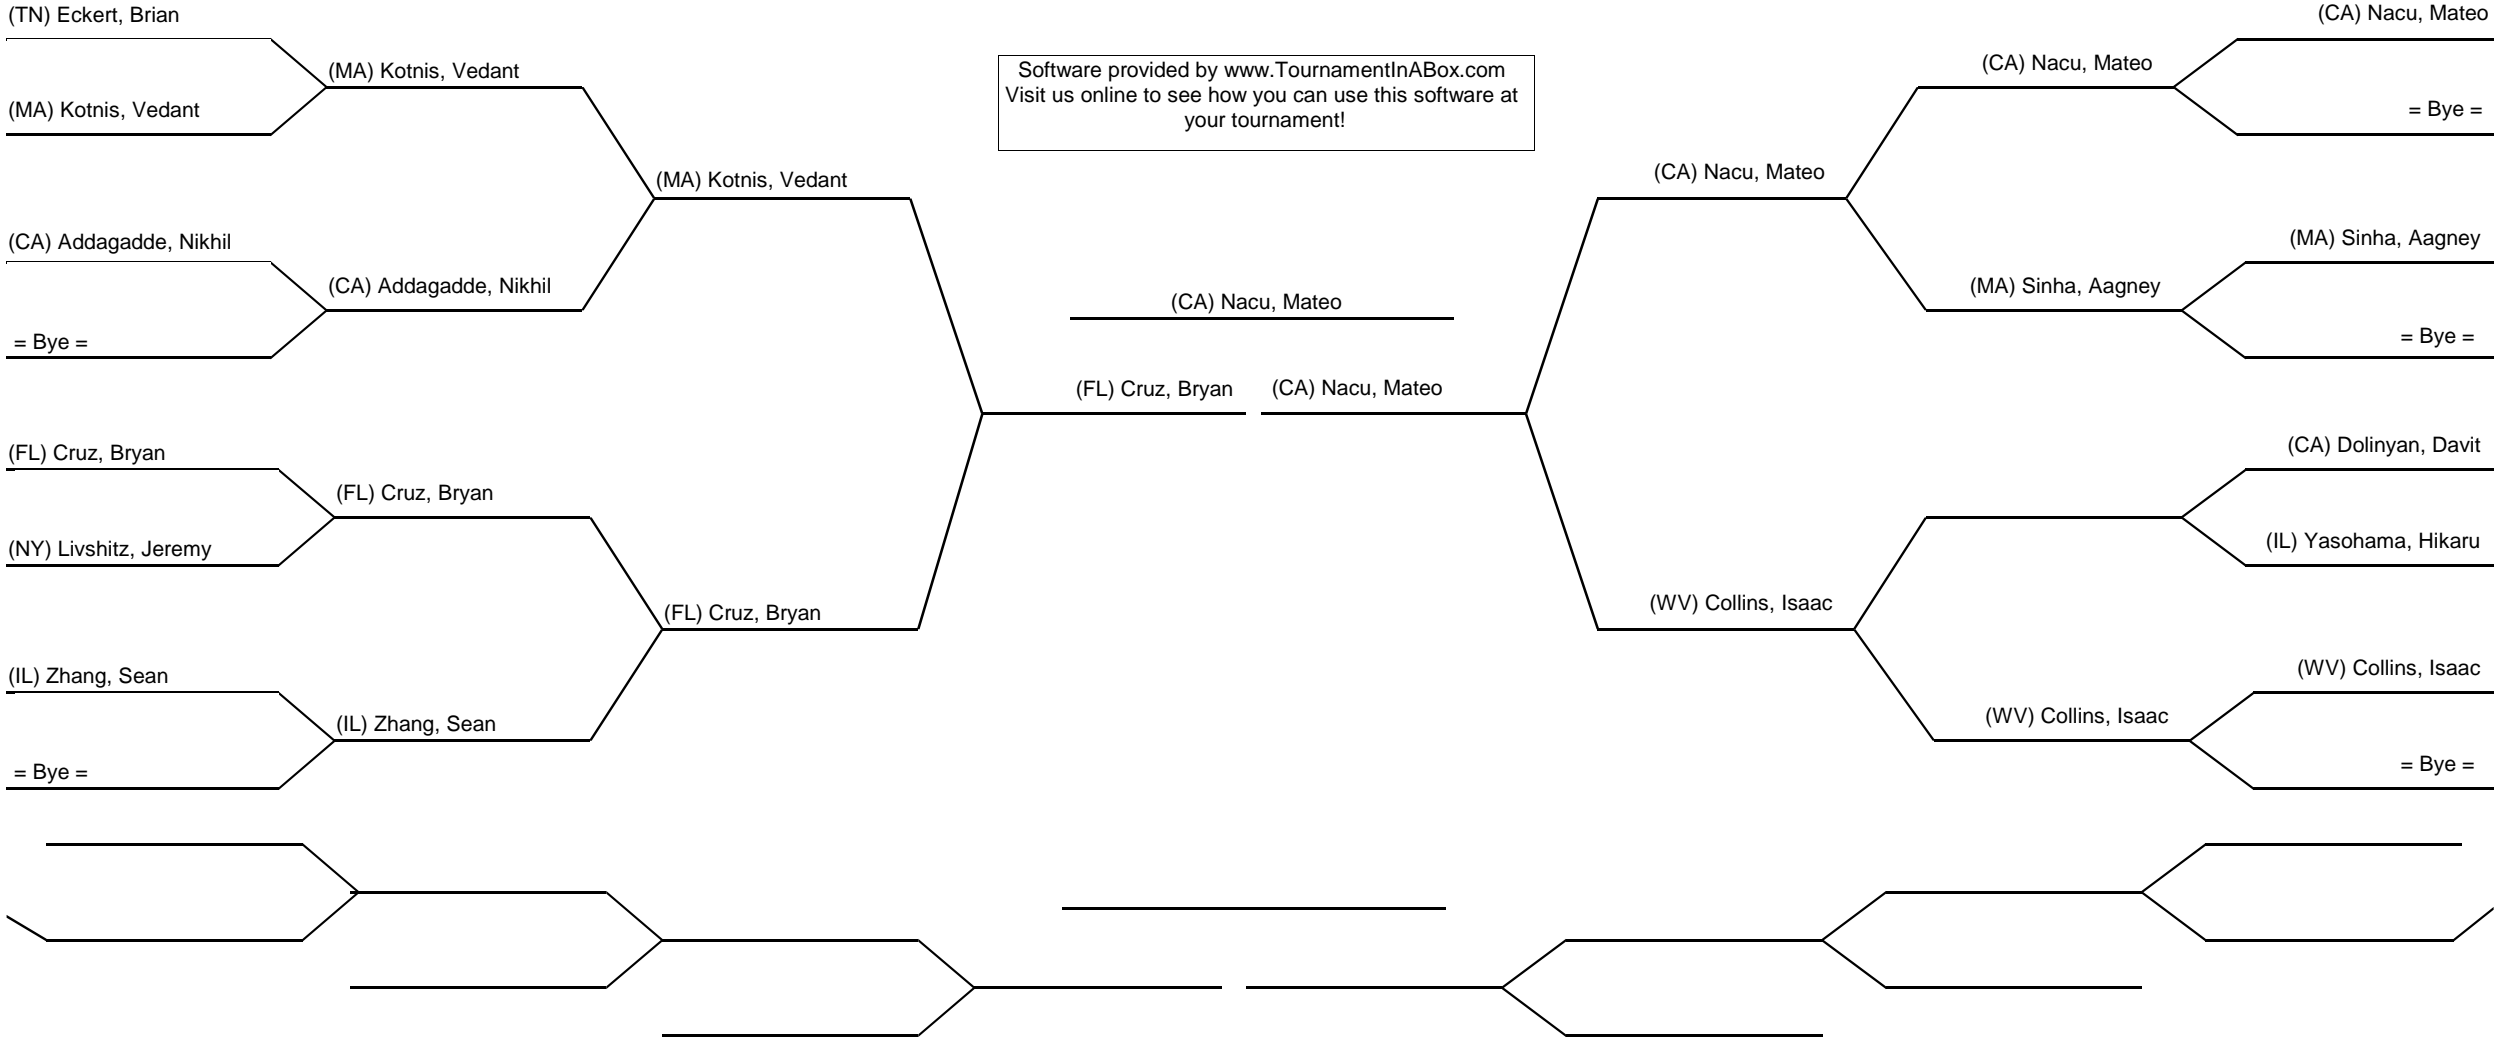 (TN) Eckert, Brian
(MA) Kotnis, Vedant
(MA) Kotnis, Vedant
(MA) Kotnis, Vedant
(CA) Addagadde, Nikhil
(CA) Addagadde, Nikhil
= Bye =
(FL) Cruz, Bryan
(FL) Cruz, Bryan
(NY) Livshitz, Jeremy
(FL) Cruz, Bryan
(IL) Zhang, Sean
(IL) Zhang, Sean
= Bye =
Software provided by www.TournamentInABox.com
Visit us online to see how you can use this software at
your tournament!
(CA) Nacu, Mateo
(FL) Cruz, Bryan
(CA) Nacu, Mateo
(CA) Nacu, Mateo
(CA) Nacu, Mateo
(CA) Nacu, Mateo
= Bye =
(MA) Sinha, Aagney
(MA) Sinha, Aagney
= Bye =
(CA) Dolinyan, Davit
(IL) Yasohama, Hikaru
(WV) Collins, Isaac
(WV) Collins, Isaac
(WV) Collins, Isaac
= Bye =